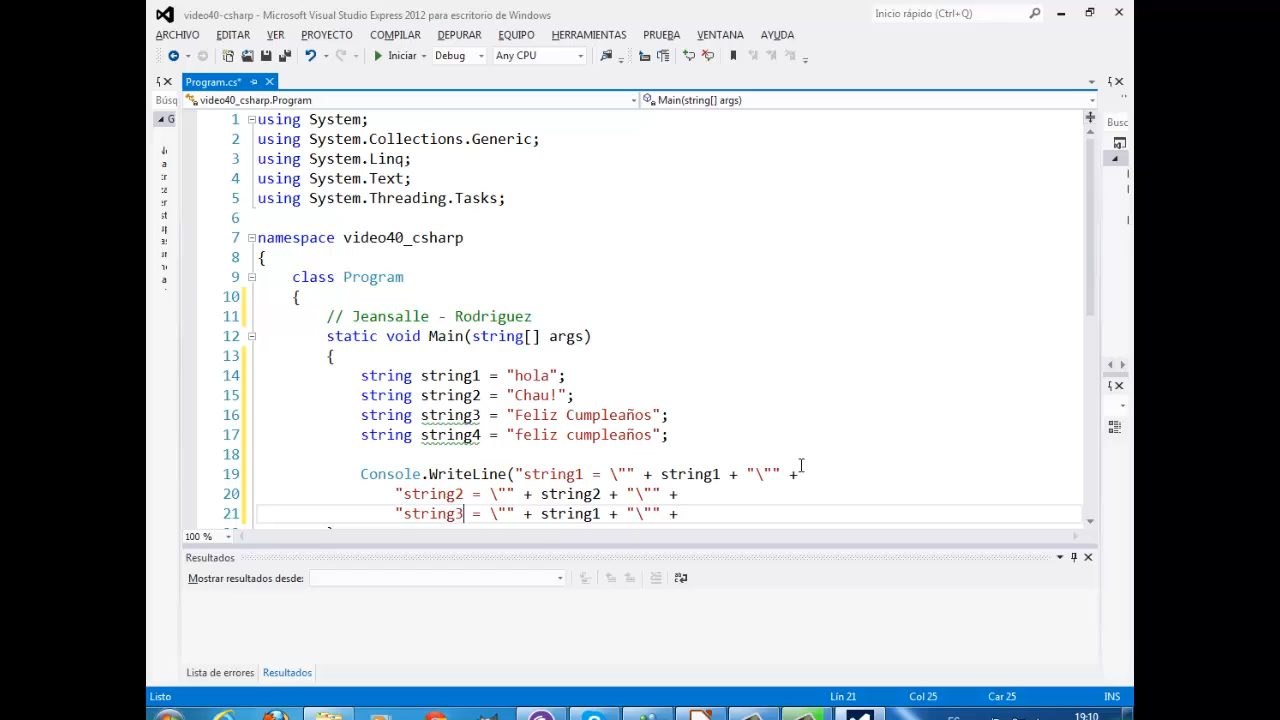 video40-csharp - Microsoft Visual Studio Express 2012 para escritorio de Windows
Inicio rápido (Ctrl+Q)
ARCHIVO EDITAR VER PROYECTO COMPILAR DEPURAR EQUIPO HERRAMIENTAS PRUEBA VENTANA AYUDA
Iniciar Debug Any CPU
Program.cs*
Búsq video40_csharp.Program Main(string[] args)
G
Busc
1 using System;
2 using System.Collections.Generic;
3 using System.Linq;
4 using System.Text;
5 using System.Threading.Tasks;
6
7 namespace video40_csharp
8 {
9 class Program
10 {
11 // Jeansalle - Rodriguez
12 static void Main(string[] args)
13 {
14 string string1 = "hola";
15 string string2 = "Chau!";
16 string string3 = "Feliz Cumpleaños";
17 string string4 = "feliz cumpleaños";
18
19 Console.WriteLine("string1 = \"" + string1 + "\"" +
20 "string2 = \"" + string2 + "\"" +
21 "string3 = \"" + string1 + "\"" +
100 %
Resultados
Mostrar resultados desde:
Lista de errores Resultados
Listo Lín 21 Col 25 Car 25 INS
19:10